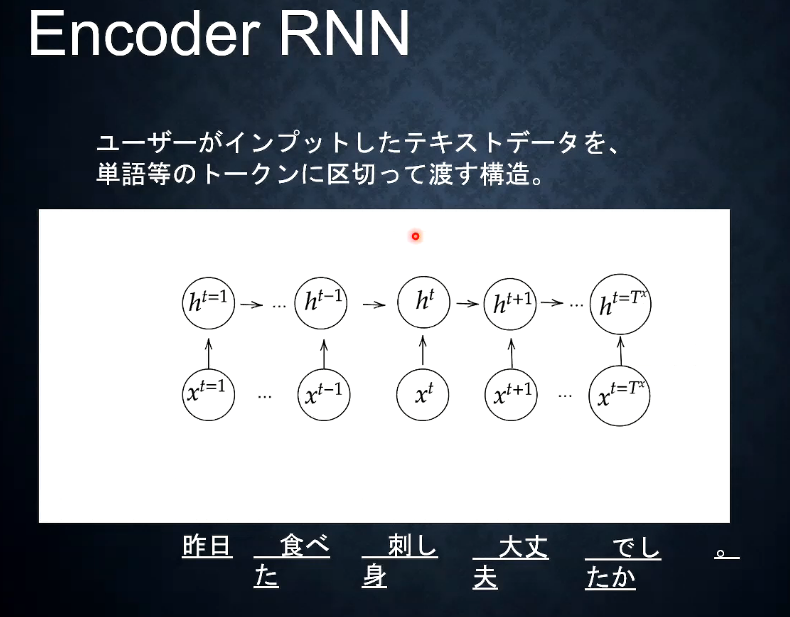 Encoder RNN
ユーザーがインプットしたテキストデータを、
単語等のトークンに区切って渡す構造。
h^{t=1} → ... h^{t−1} → h^t → h^{t+1} → ... h^{t=T^x}
x^{t=1} ... x^{t−1} x^t x^{t+1} ... x^{t=T^x}
昨日 食べ 刺し 大丈 でし 。
た 身 夫 たか